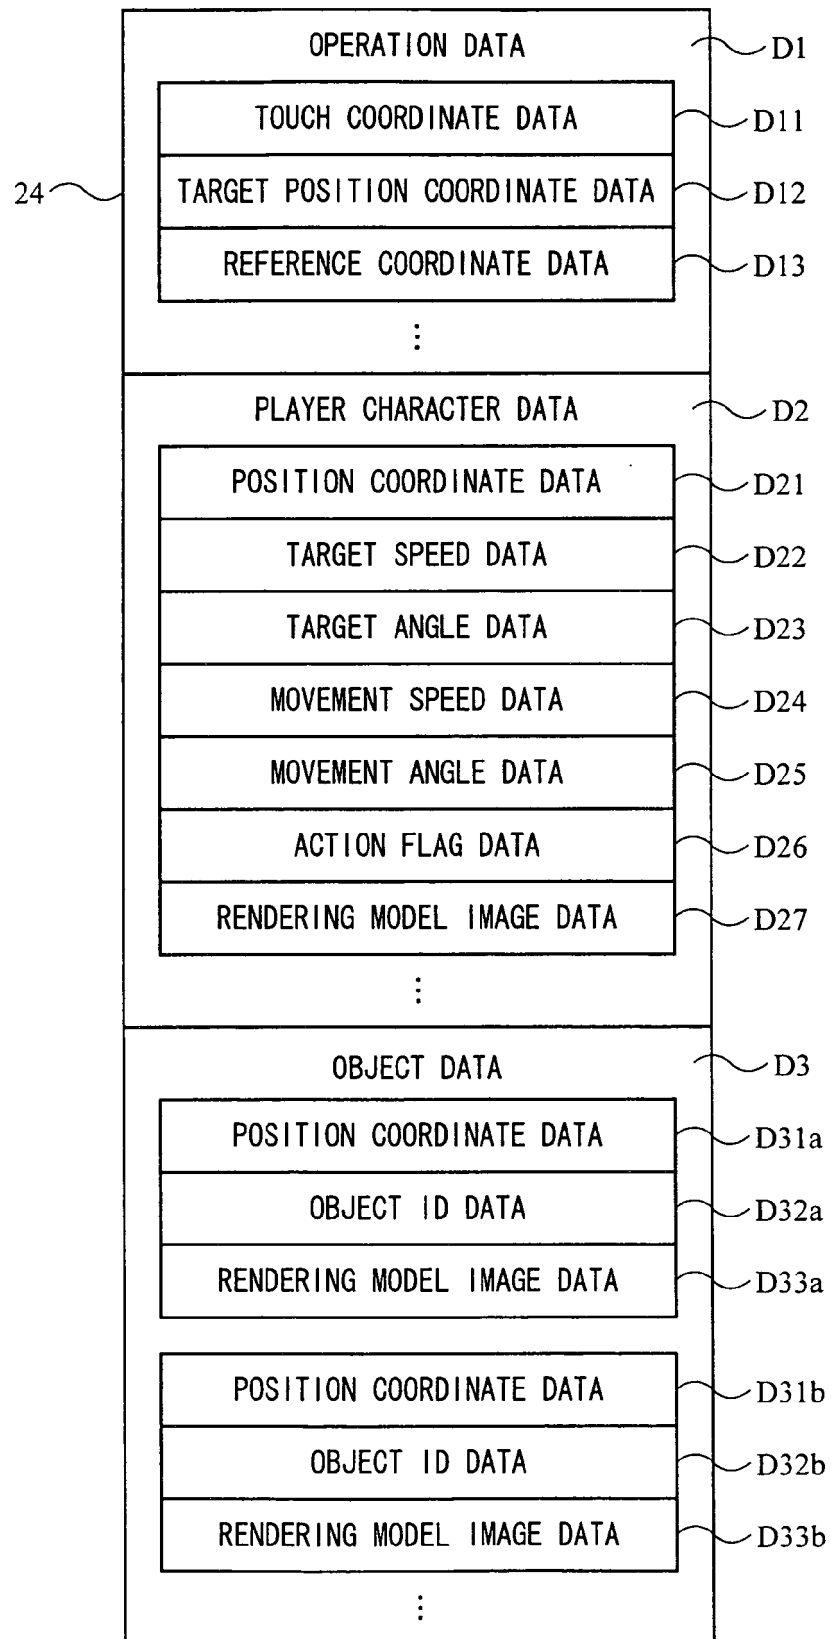 OPERATION DATA D1
TOUCH COORDINATE DATA D11
24 TARGET POSITION COORDINATE DATA D12
REFERENCE COORDINATE DATA D13
⋮
PLAYER CHARACTER DATA D2
POSITION COORDINATE DATA D21
TARGET SPEED DATA D22
TARGET ANGLE DATA D23
MOVEMENT SPEED DATA D24
MOVEMENT ANGLE DATA D25
ACTION FLAG DATA D26
RENDERING MODEL IMAGE DATA D27
⋮
OBJECT DATA D3
POSITION COORDINATE DATA D31a
OBJECT ID DATA D32a
RENDERING MODEL IMAGE DATA D33a
POSITION COORDINATE DATA D31b
OBJECT ID DATA D32b
RENDERING MODEL IMAGE DATA D33b
⋮